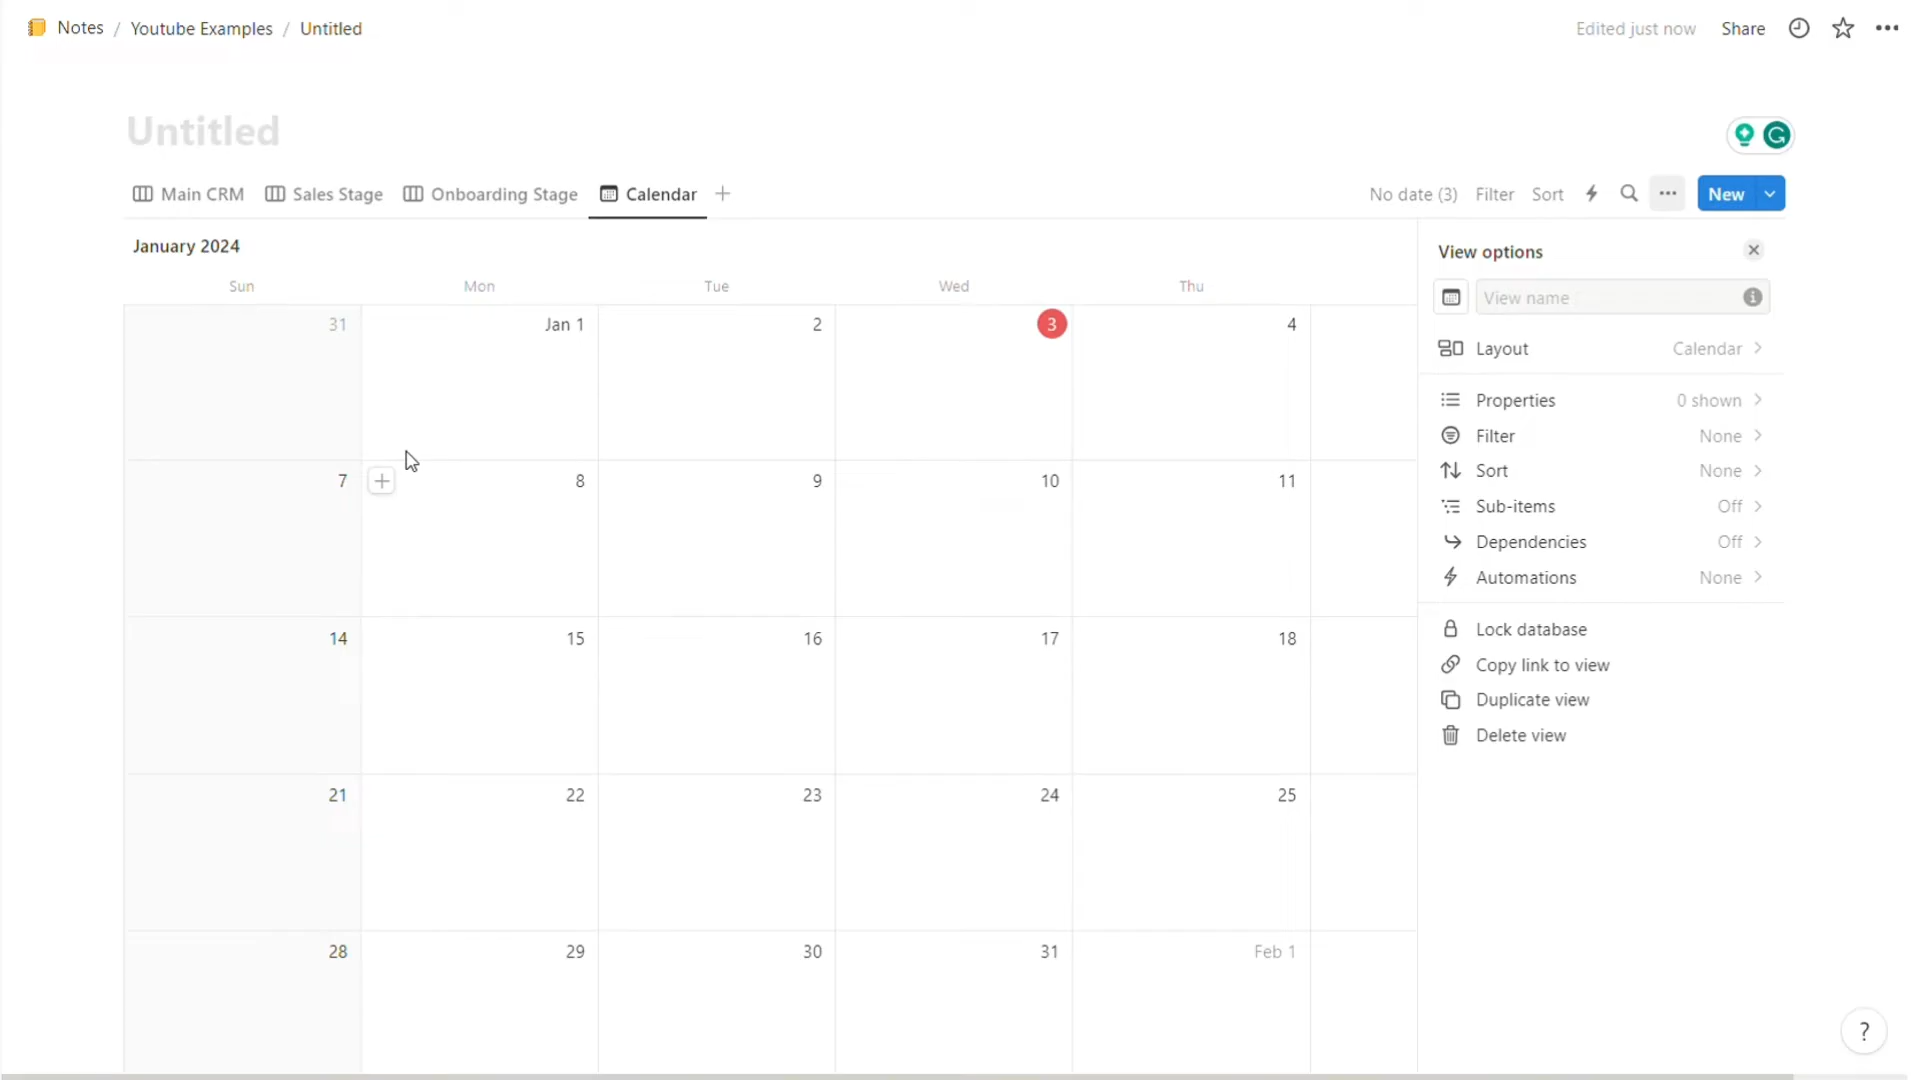 Notes / Youtube Examples / Untitled
Edited just now Share
Untitled
Main CRM Sales Stage Onboarding Stage Calendar
No date (3) Filter Sort New
January 2024
Sun Mon Tue Wed Thu
31 Jan 1 2 3 4
7 8 9 10 11
14 15 16 17 18
21 22 23 24 25
28 29 30 31 Feb 1
View options
View name
Layout Calendar
Properties 0 shown
Filter None
Sort None
Sub-items Off
Dependencies Off
Automations None
Lock database
Copy link to view
Duplicate view
Delete view
?